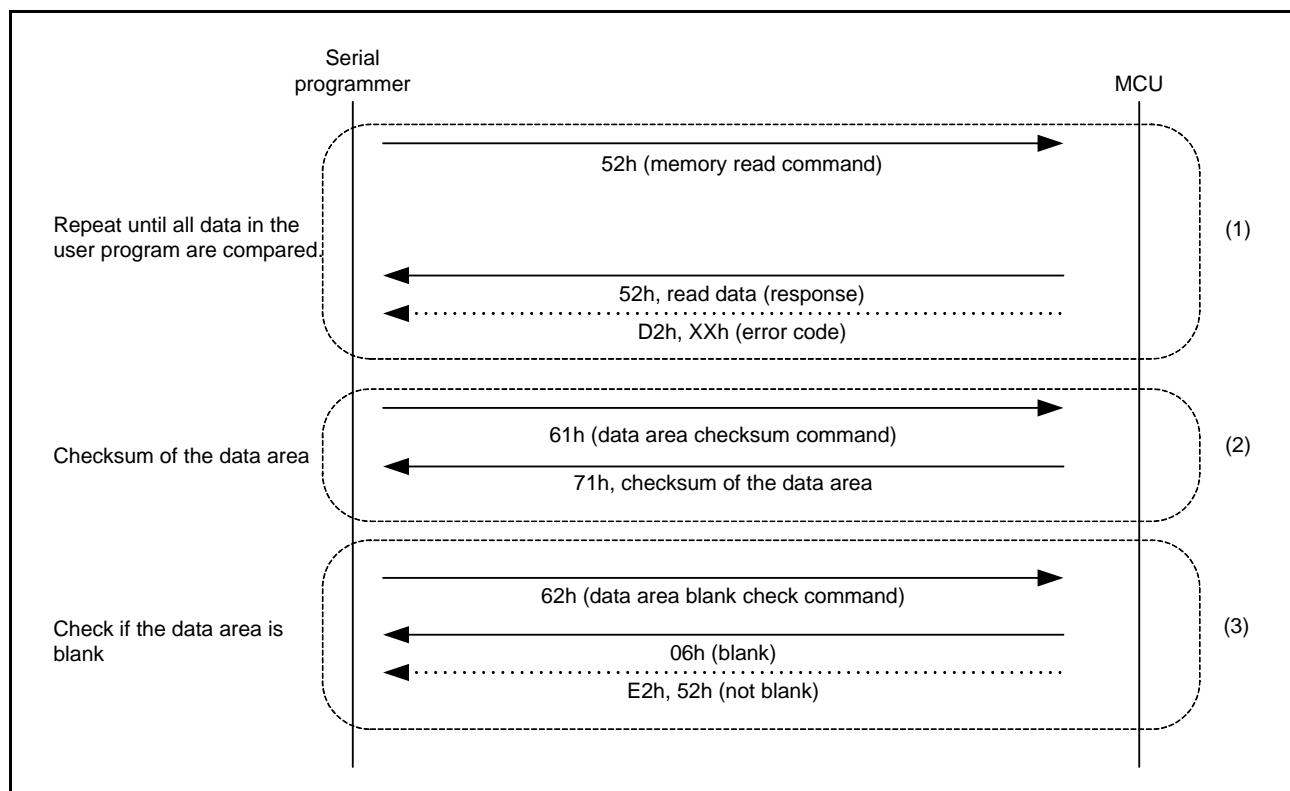 Serial
programmer
MCU
52h (memory read command)
Repeat until all data in the
user program are compared.
(1)
52h, read data (response)
D2h, XXh (error code)
61h (data area checksum command)
Checksum of the data area
(2)
71h, checksum of the data area
62h (data area blank check command)
Check if the data area is
blank
(3)
06h (blank)
E2h, 52h (not blank)